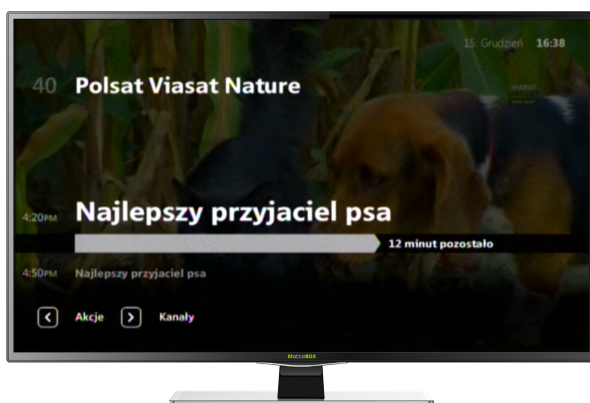 15. Grudzień 16:38
40 Polsat Viasat Nature
4:20PM Najlepszy przyjaciel psa
12 minut pozostało
4:50PM Najlepszy przyjaciel psa
< Akcje > Kanały
MatteBOX